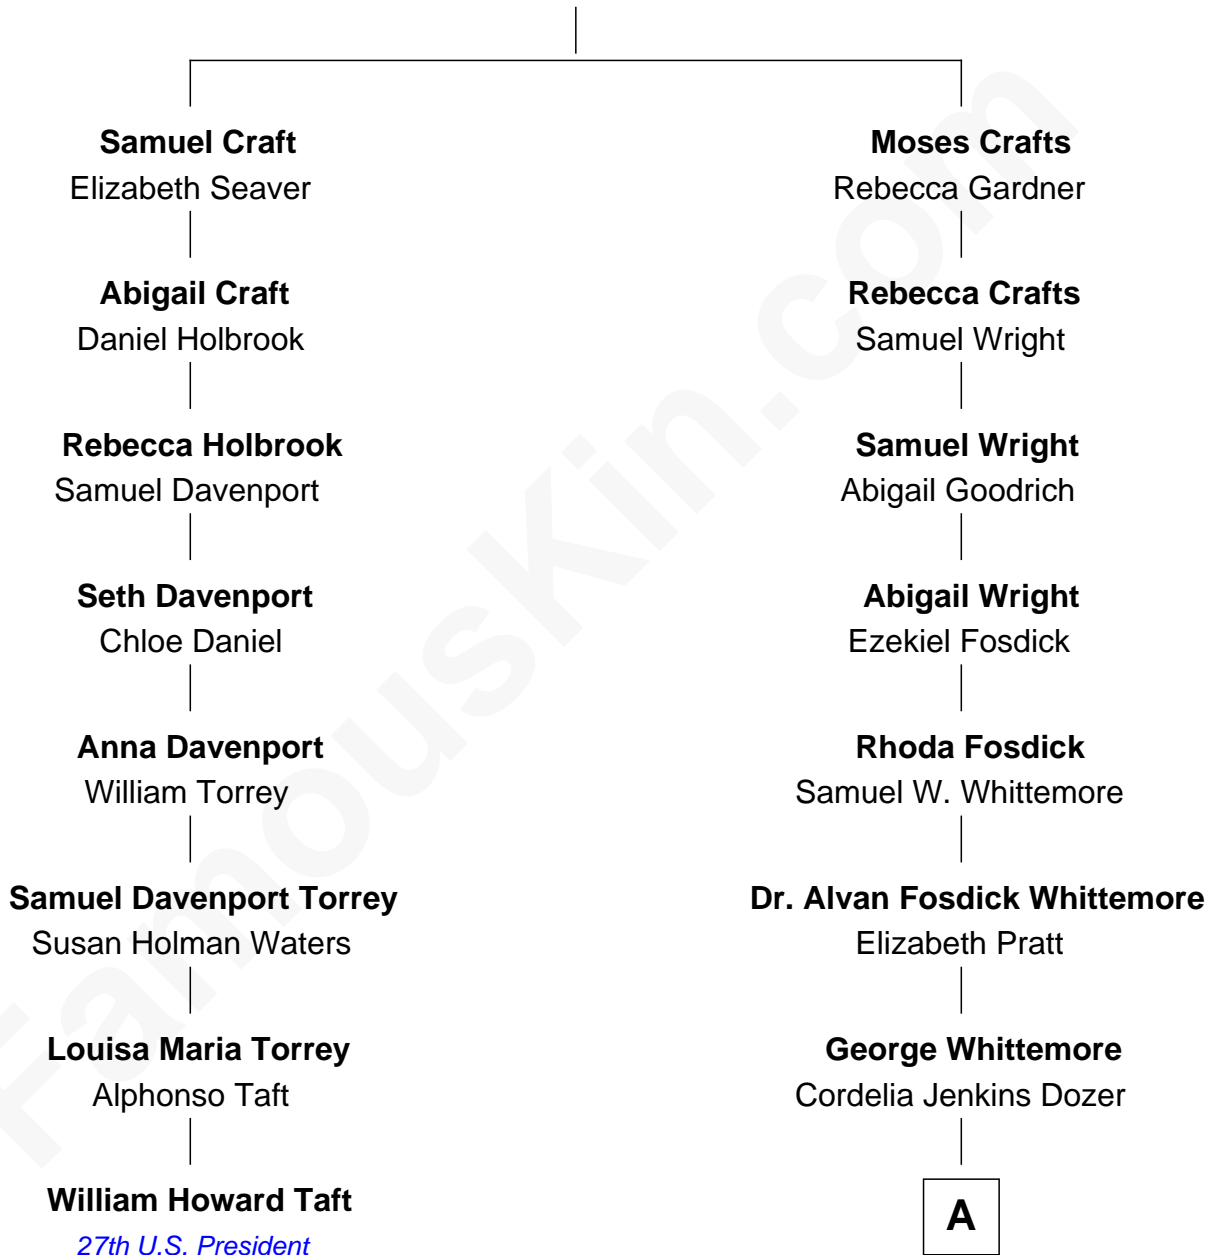 Samuel Craft
Elizabeth Seaver
Abigail Craft
Daniel Holbrook
Rebecca Holbrook
Samuel Davenport
Seth Davenport
Chloe Daniel
Anna Davenport
William Torrey
Samuel Davenport Torrey
Susan Holman Waters
Louisa Maria Torrey
Alphonso Taft
William Howard Taft
27th U.S. President
Moses Crafts
Rebecca Gardner
Rebecca Crafts
Samuel Wright
Samuel Wright
Abigail Goodrich
Abigail Wright
Ezekiel Fosdick
Rhoda Fosdick
Samuel W. Whittemore
Dr. Alvan Fosdick Whittemore
Elizabeth Pratt
George Whittemore
Cordelia Jenkins Dozer
A
FamousKin.com